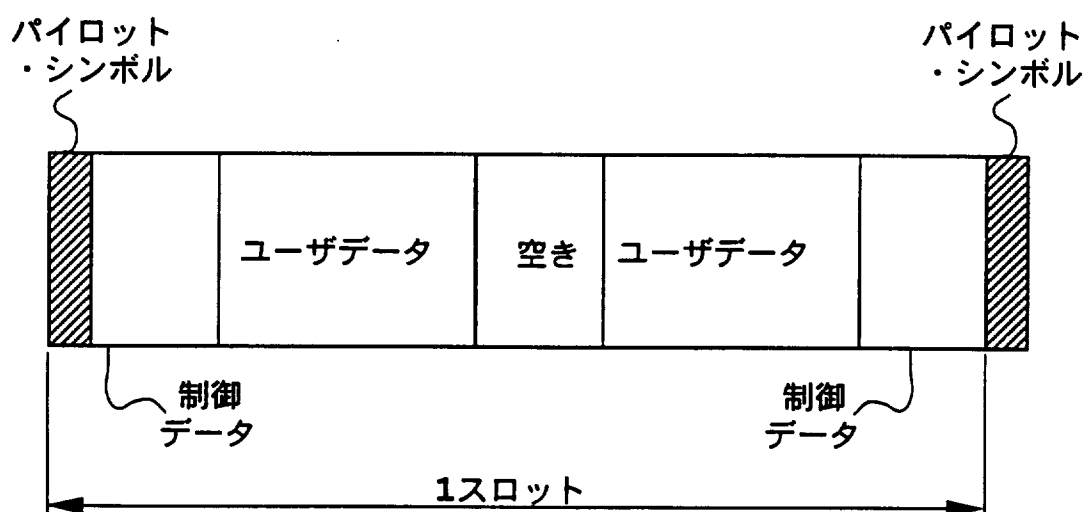 パイロット
・シンボル
パイロット
・シンボル
ユーザデータ
空き
ユーザデータ
制御
データ
制御
データ
1スロット